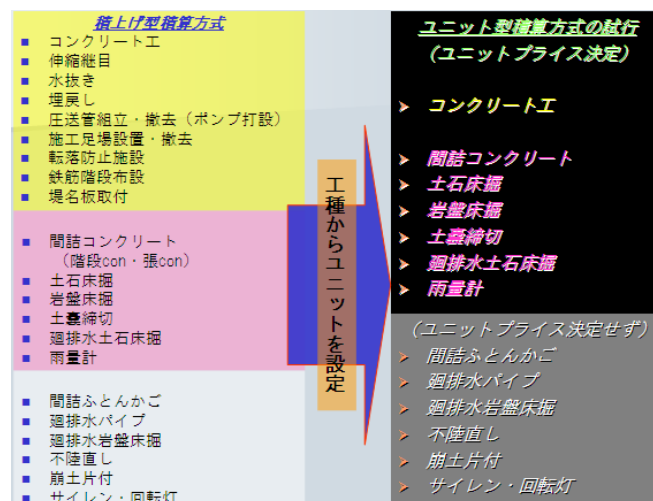 積上げ型積算方式
■ コンクリート工
■ 伸縮継目
■ 水抜き
■ 埋戻し
■ 圧送管組立・撤去（ポンプ打設）
■ 施工足場設置・撤去
■ 転落防止施設
■ 鉄筋階段布設
■ 堤名板取付
■ 間詰コンクリート
（階段con・張con）
■ 土石床掘
■ 岩盤床掘
■ 土嚢締切
■ 廻排水土石床掘
■ 雨量計
■ 間詰ふとんかご
■ 廻排水パイプ
■ 廻排水岩盤床掘
■ 不陸直し
■ 崩土片付
■ サイレン・回転灯
工種からユニットを設定
ユニット型積算方式の試行
（ユニットプライス決定）
➢ コンクリート工
➢ 間詰コンクリート
➢ 土石床掘
➢ 岩盤床掘
➢ 土嚢締切
➢ 廻排水土石床掘
➢ 雨量計
（ユニットプライス決定せず）
➢ 間詰ふとんかご
➢ 廻排水パイプ
➢ 廻排水岩盤床掘
➢ 不陸直し
➢ 崩土片付
➢ サイレン・回転灯